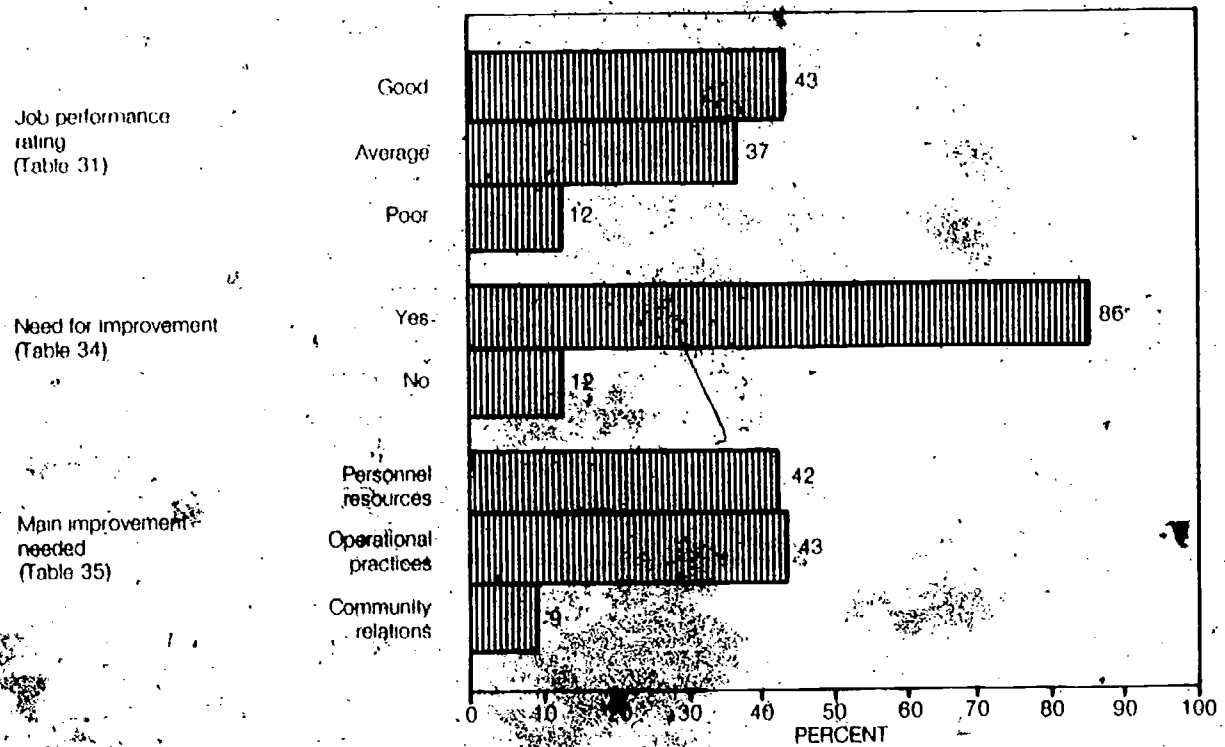 Job performance
rating
(Table 31)
Good
43
Average
37
Poor
12
Need for improvement
(Table 34)
Yes
86
No
12
Main improvement
needed
(Table 35)
Personnel
resources
42
Operational
practices
43
Community
relations
9
0 10 20 30 40 50 60 70 80 90 100
PERCENT